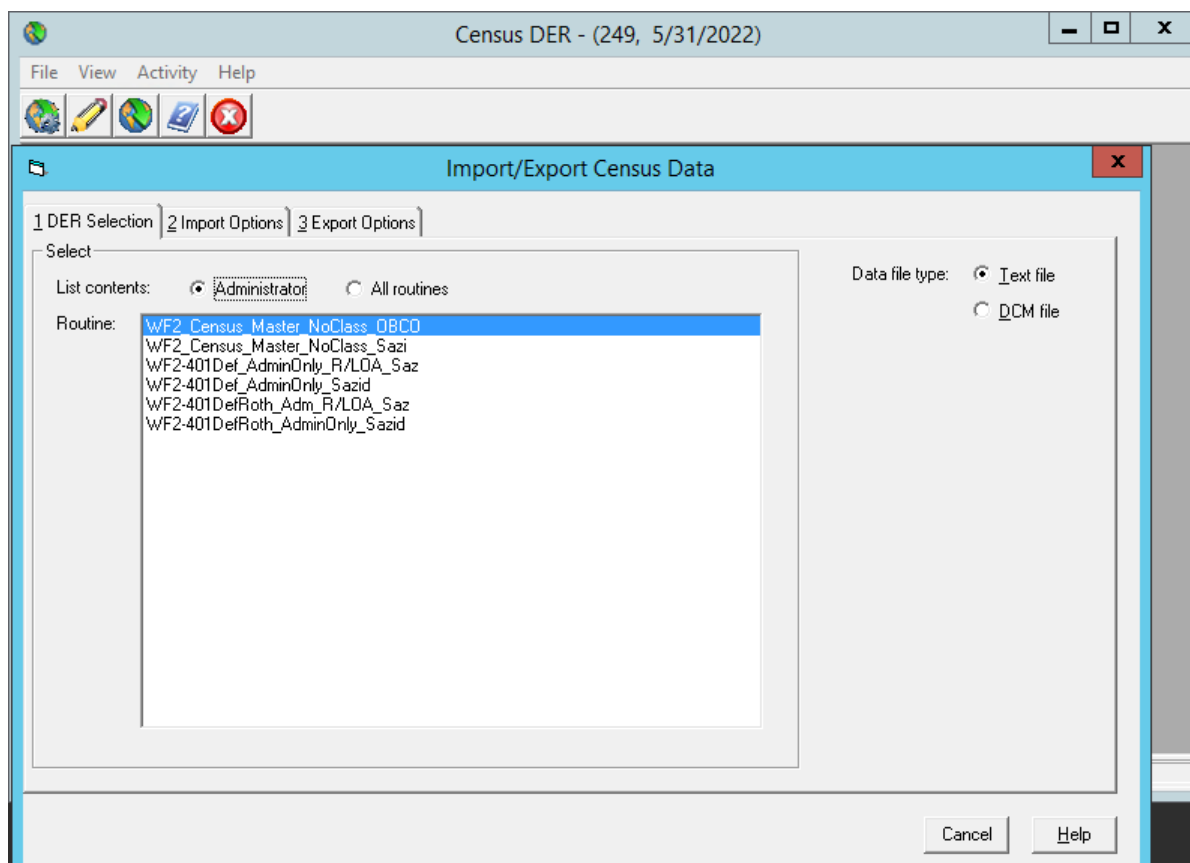 Census DER - (249, 5/31/2022)
File View Activity Help
Import/Export Census Data
1 DER Selection 2 Import Options 3 Export Options
Select
List contents: Administrator All routines
Data file type: Text file
DCM file
Routine:
WF2_Census_Master_NoClass_OBCO
WF2_Census_Master_NoClass_Sazi
WF2-401Def_AdminOnly_R/LOA_Saz
WF2-401Def_AdminOnly_Sazid
WF2-401DefRoth_Adm_R/LOA_Saz
WF2-401DefRoth_AdminOnly_Sazid
Cancel Help